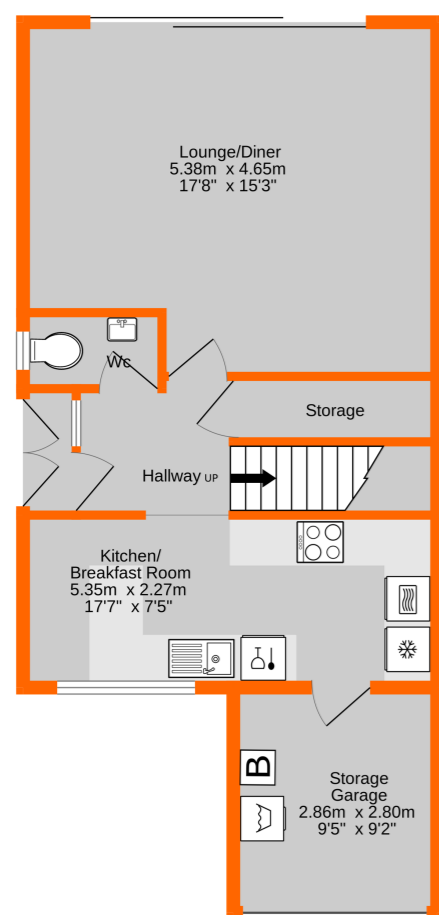 Lounge/Diner
5.38m x 4.65m
17'8" x 15'3"
Wc
Storage
Hallway UP
Kitchen/
Breakfast Room
5.35m x 2.27m
17'7" x 7'5"
B
Storage
Garage
2.86m x 2.80m
9'5" x 9'2"